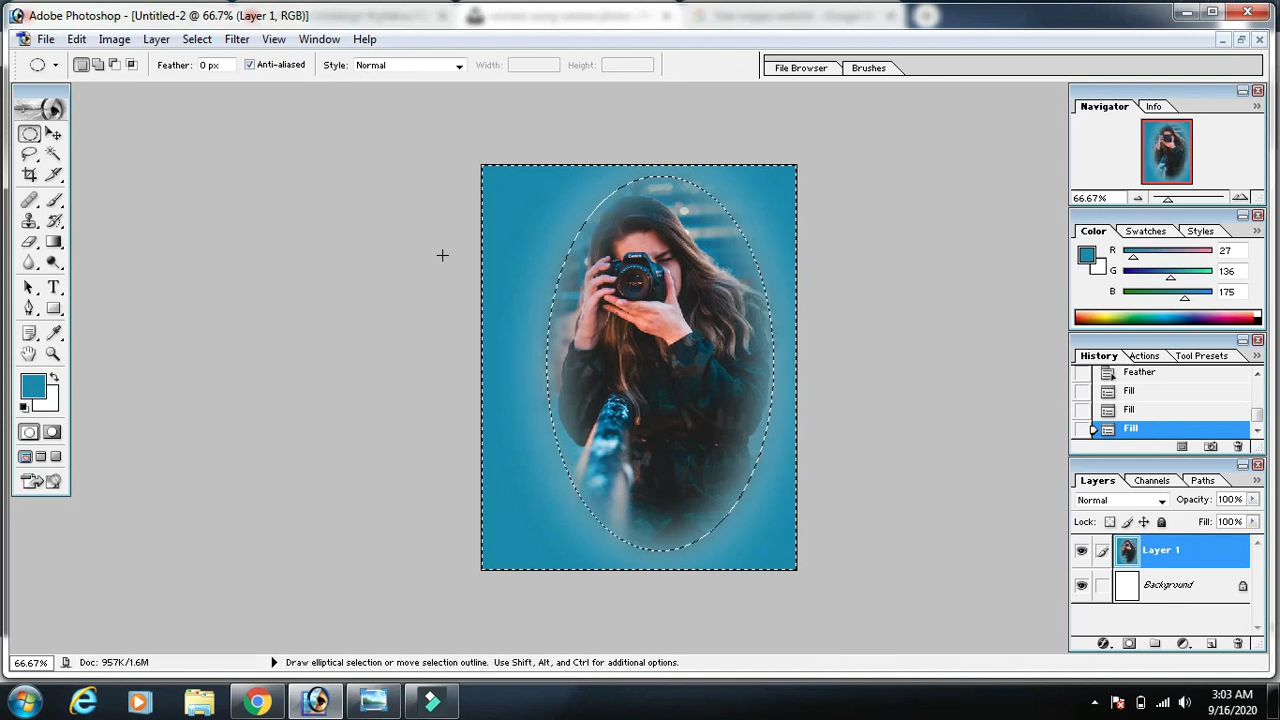 Adobe Photoshop - [Untitled-2 @ 66.7% (Layer 1, RGB)]
File Edit Image Layer Select Filter View Window Help
Feather: 0 px Anti-aliased Style: Normal Width: Height: File Browser Brushes
Navigator Info
66.67%
Color Swatches Styles
R 27
G 136
B 175
History Actions Tool Presets
Feather
Fill
Fill
Fill
Layers Channels Paths
Normal Opacity: 100%
Lock: Fill: 100%
Layer 1
Background
Canon
66.67% Doc: 957K/1.6M Draw elliptical selection or move selection outline. Use Shift, Alt, and Ctrl for additional options.
3:03 AM
9/16/2020